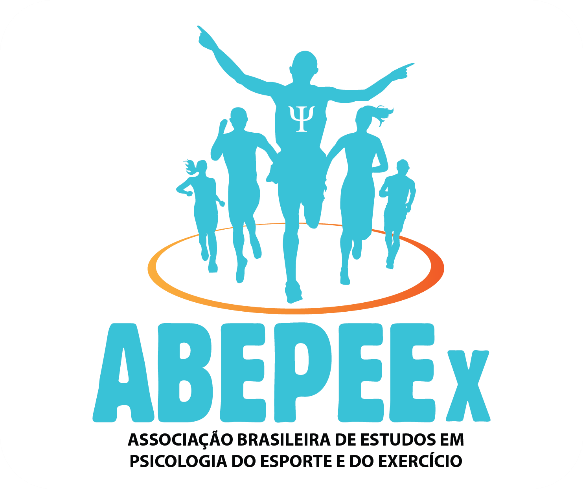 Ψ
ABEPEEx
ASSOCIAÇÃO BRASILEIRA DE ESTUDOS EM
PSICOLOGIA DO ESPORTE E DO EXERCÍCIO